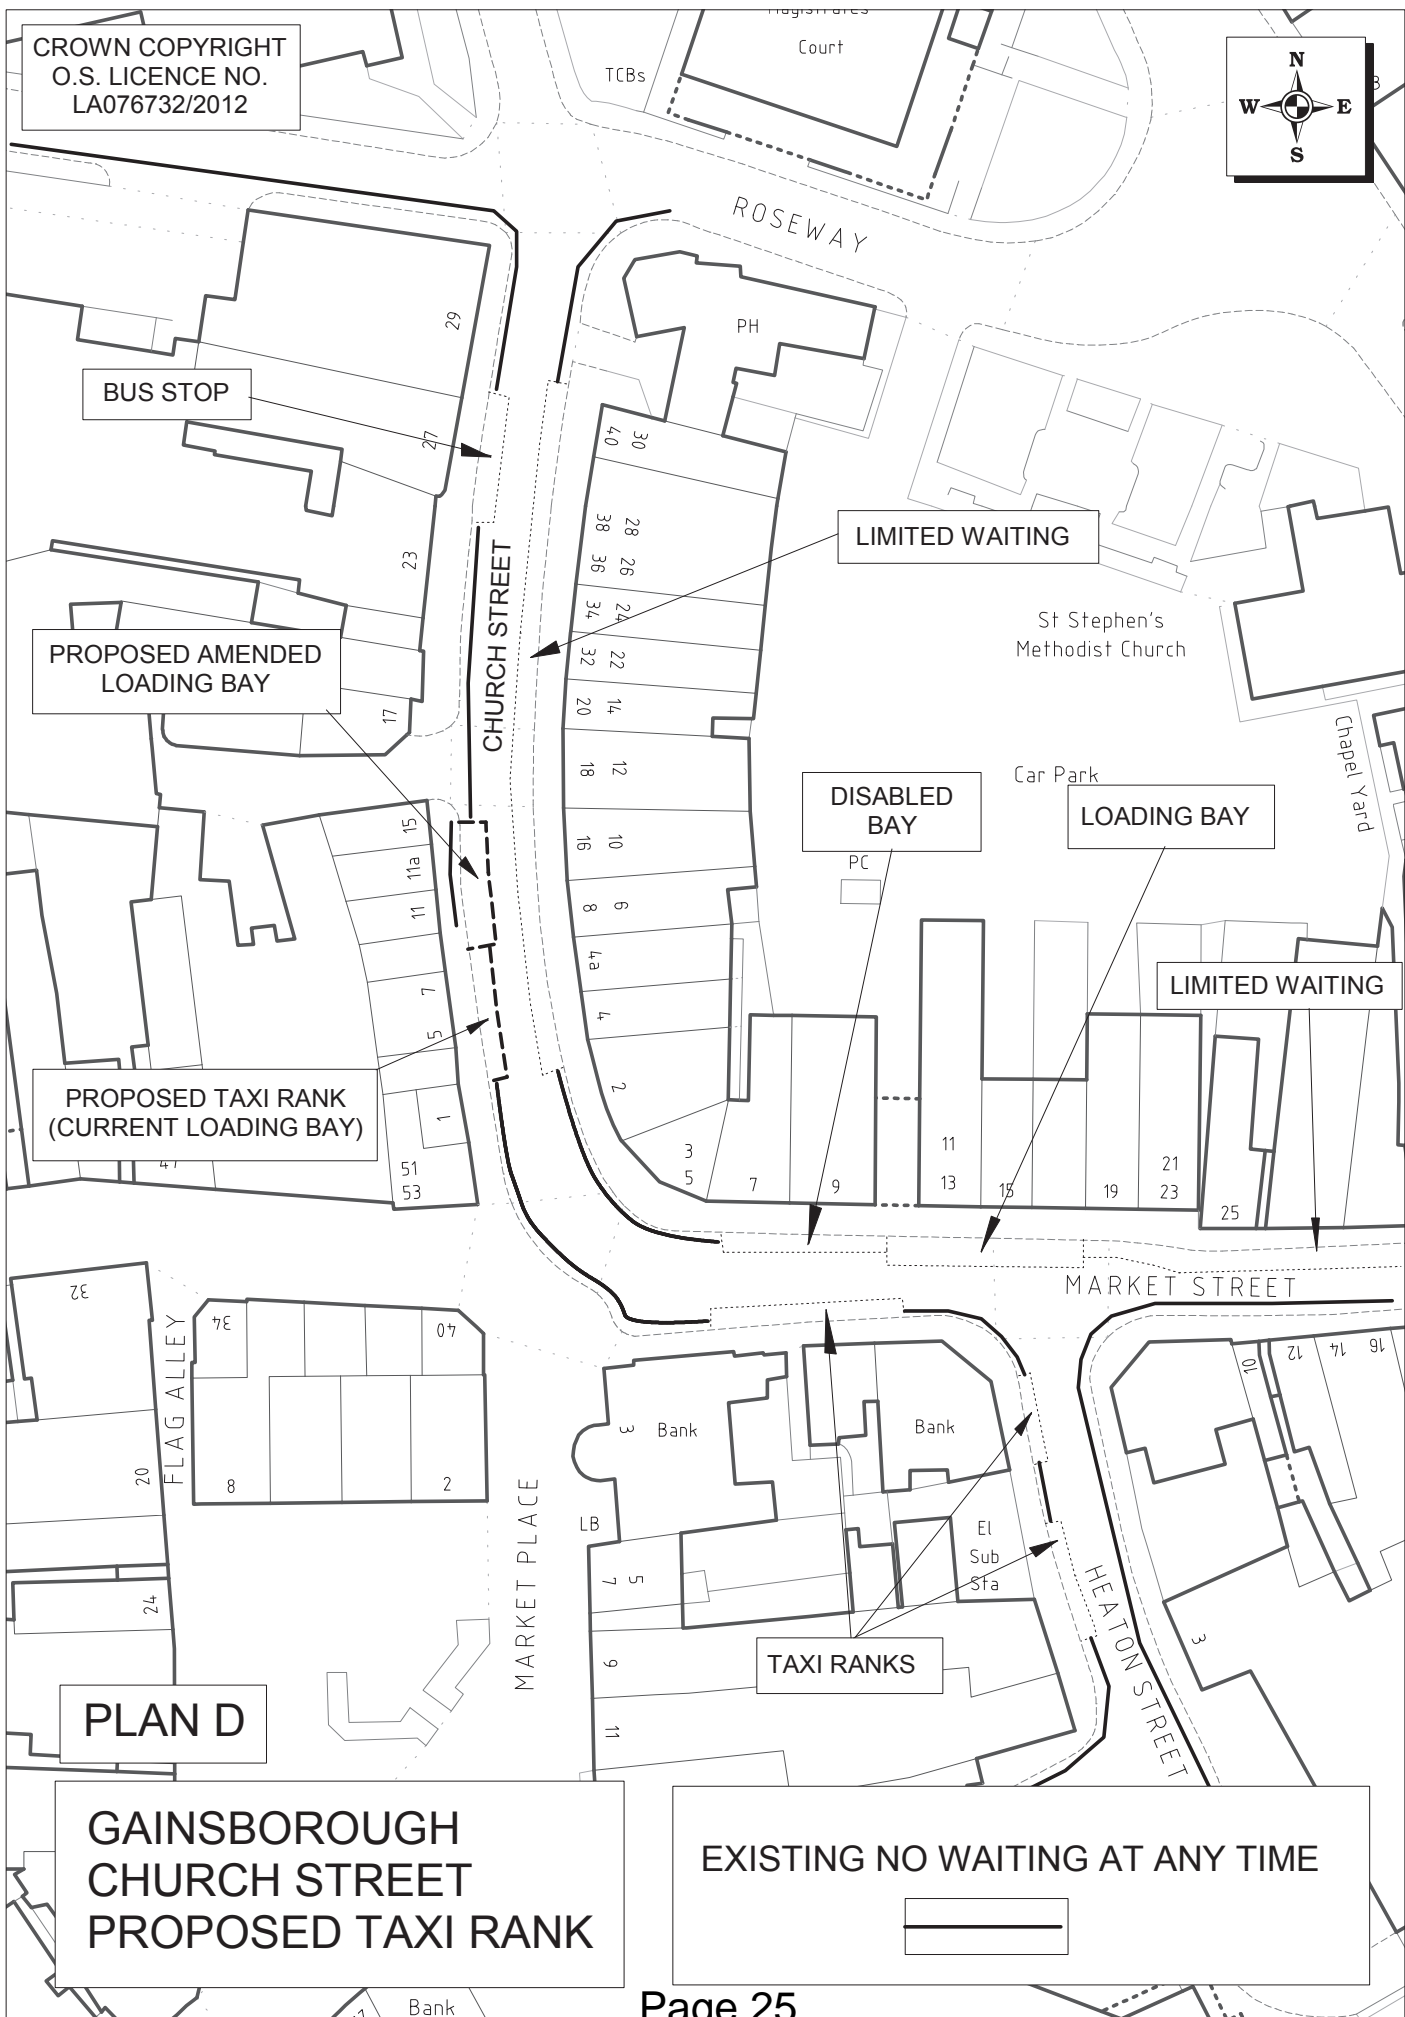 CROWN COPYRIGHT
O.S. LICENCE NO.
LA076732/2012
Magistrates
Court
TCBs
N
W E
S
ROSEWAY
PH
29
BUS STOP
27
30
40
LIMITED WAITING
28
38
26
36
23
24
34
22
32
14
20
12
18
10
16
6
8
4a
4
2
CHURCH STREET
St Stephen's
Methodist Church
PROPOSED AMENDED
LOADING BAY
17
Chapel Yard
Car Park
DISABLED
BAY
LOADING BAY
PC
15
11a
11
7
5
1
LIMITED WAITING
PROPOSED TAXI RANK
(CURRENT LOADING BAY)
47
51
53
3
5
7
9
11
13
15
19
21
23
25
MARKET STREET
32
34
40
FLAG ALLEY
8
2
20
24
3
Bank
Bank
10
12
14
16
MARKET PLACE
LB
El
Sub
Sta
7
5
9
11
HEATON STREET
3
TAXI RANKS
PLAN D
GAINSBOROUGH
CHURCH STREET
PROPOSED TAXI RANK
EXISTING NO WAITING AT ANY TIME
Bank
Page 25